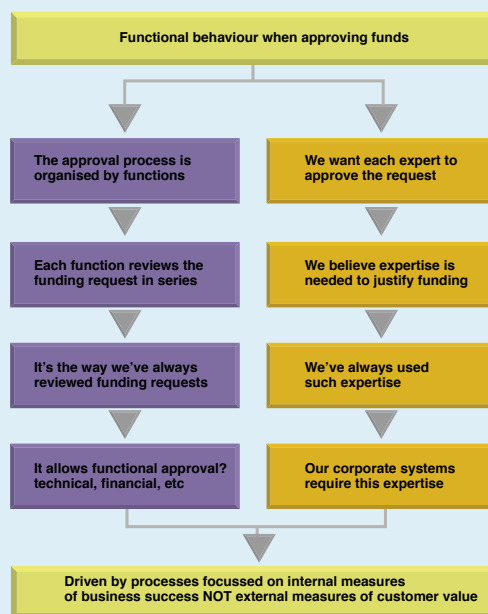 Functional behaviour when approving funds
The approval process is
organised by functions
We want each expert to
approve the request
Each function reviews the
funding request in series
We believe expertise is
needed to justify funding
It's the way we've always
reviewed funding requests
We've always used
such expertise
It allows functional approval?
technical, financial, etc
Our corporate systems
require this expertise
Driven by processes focussed on internal measures
of business success NOT external measures of customer value